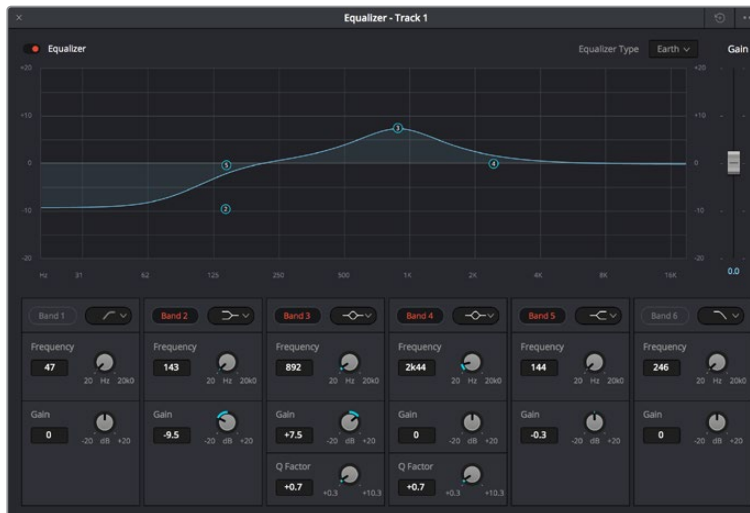 Equalizer - Track 1
Equalizer
Equalizer Type
Earth
Gain
+20
+20
+10
+10
0
0
-10
-10
-20
-20
3
5
4
2
Hz 31 62 125 250 500 1K 2K 4K 8K 16K
0.0
Band 1 Band 2 Band 3 Band 4 Band 5 Band 6
Frequency Frequency Frequency Frequency Frequency Frequency
47 143 892 2k44 144 246
20 Hz 20k0 20 Hz 20k0 20 Hz 20k0 20 Hz 20k0 20 Hz 20k0 20 Hz 20k0
Gain Gain Gain Gain Gain Gain
0 -9.5 +7.5 0 -0.3 0
-20 dB +20 -20 dB +20 -20 dB +20 -20 dB +20 -20 dB +20 -20 dB +20
Q Factor Q Factor
+0.7 +0.3 +10.3 +0.7 +0.3 +10.3